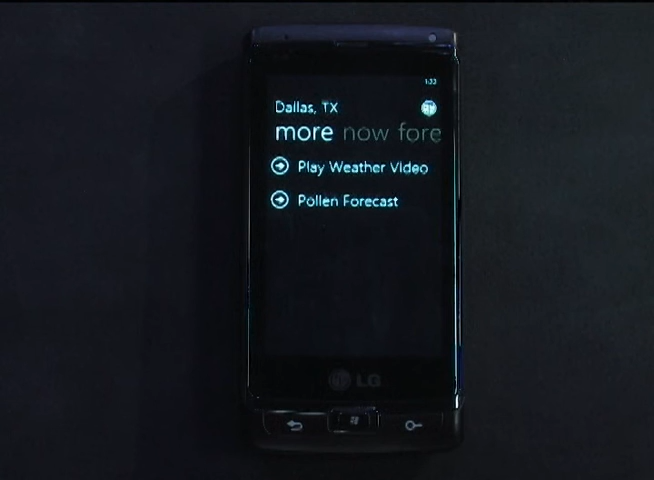 1:33
Dallas, TX
more now fore
Play Weather Video
Pollen Forecast
LG